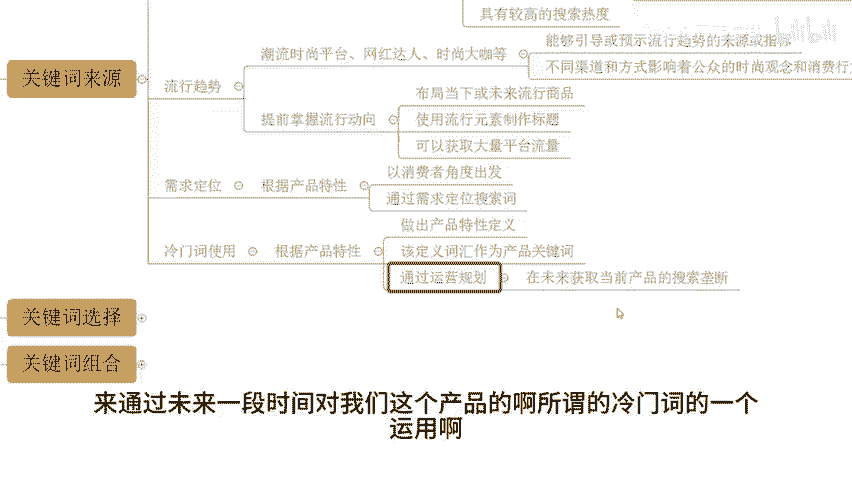 具有较高的搜索热度
bilibili
能够引导或预示流行趋势的来源或指标
潮流时尚平台、网红达人、时尚大咖等
不同渠道和方式影响着公众的时尚观念和消费行
关键词来源
流行趋势
布局当下或未来流行商品
提前掌握流行动向
使用流行元素制作标题
可以获取大量平台流量
以消费者角度出发
需求定位
根据产品特性
通过需求定位搜索词
做出产品特性定义
冷门词使用
根据产品特性
该定义词汇作为产品关键词
通过运营规划
在未来获取当前产品的搜索垄断
关键词选择
关键词组合
来通过未来一段时间对我们这个产品的啊所谓的冷门词的一个
运用啊